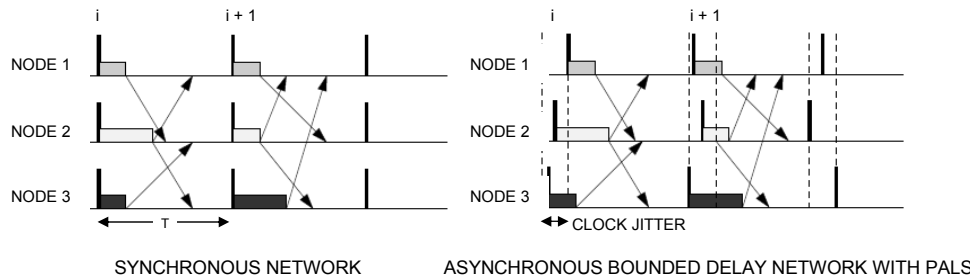 i
i + 1
i
i + 1
NODE 1
NODE 1
NODE 2
NODE 2
NODE 3
NODE 3
T
CLOCK JITTER
SYNCHRONOUS NETWORK
ASYNCHRONOUS BOUNDED DELAY NETWORK WITH PALS